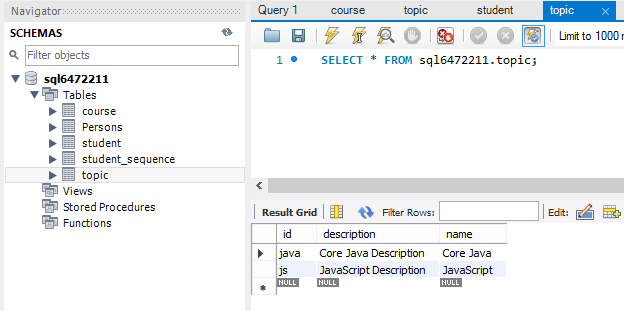 Navigator
SCHEMAS
Filter objects
sql6472211
Tables
course
Persons
student
student_sequence
topic
Views
Stored Procedures
Functions
Query 1 course topic student topic
Limit to 1000 r
1 SELECT * FROM sql6472211.topic;
Result Grid Filter Rows: Edit:
id description name
java Core Java Description Core Java
js JavaScript Description JavaScript
NULL NULL NULL